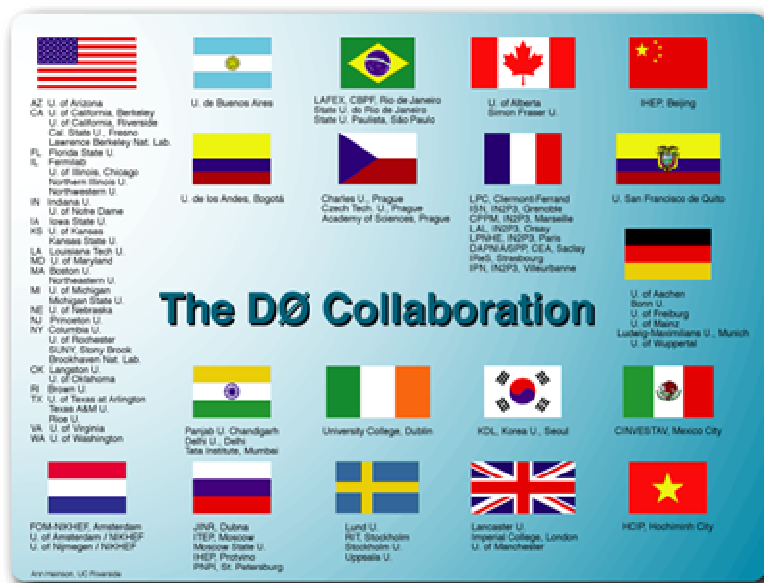 AZ U. of Arizona
CA U. of California, Berkeley
U. of California, Riverside
Cal. State U., Fresno
Lawrence Berkeley Nat. Lab.
FL Florida State U.
IL Fermilab
U. of Illinois, Chicago
Northern Illinois U.
Northwestern U.
IN Indiana U.
U. of Notre Dame
IA Iowa State U.
KS U. of Kansas
Kansas State U.
LA Louisiana Tech U.
MD U. of Maryland
MA Boston U.
Northeastern U.
MI U. of Michigan
Michigan State U.
NE U. of Nebraska
NJ Princeton U.
NY Columbia U.
U. of Rochester
SUNY, Stony Brook
Brookhaven Nat. Lab.
OK Langston U.
U. of Oklahoma
RI Brown U.
TX U. of Texas at Arlington
Texas A&M U.
Rice U.
VA U. of Virginia
WA U. of Washington
U. de Buenos Aires
LAFEX, CBPF, Rio de Janeiro
State U. do Rio de Janeiro
State U. Paulista, São Paulo
U. of Alberta
Simon Fraser U.
IHEP, Beijing
U. de los Andes, Bogotá
Charles U., Prague
Czech Tech. U., Prague
Academy of Sciences, Prague
LPC, Clermont-Ferrand
ISN, IN2P3, Grenoble
CPPM, IN2P3, Marseille
LAL, IN2P3, Orsay
LPNHE, IN2P3, Paris
DAPNIA/SPP, CEA, Saclay
IReS, Strasbourg
IPN, IN2P3, Villeurbanne
U. San Francisco de Quito
U. of Aachen
Bonn U.
U. of Freiburg
U. of Mainz
Ludwig-Maximilians U., Munich
U. of Wuppertal
The DØ Collaboration
Panjab U. Chandigarh
Delhi U., Delhi
Tata Institute, Mumbai
University College, Dublin
KDL, Korea U., Seoul
CINVESTAV, Mexico City
FOM-NIKHEF, Amsterdam
U. of Amsterdam / NIKHEF
U. of Nijmegen / NIKHEF
JINR, Dubna
ITEP, Moscow
Moscow State U.
IHEP, Protvino
PNPI, St. Petersburg
Lund U.
RIT, Stockholm
Stockholm U.
Uppsala U.
Lancaster U.
Imperial College, London
U. of Manchester
HCIP, Hochiminh City
Ann Heinson, UC Riverside